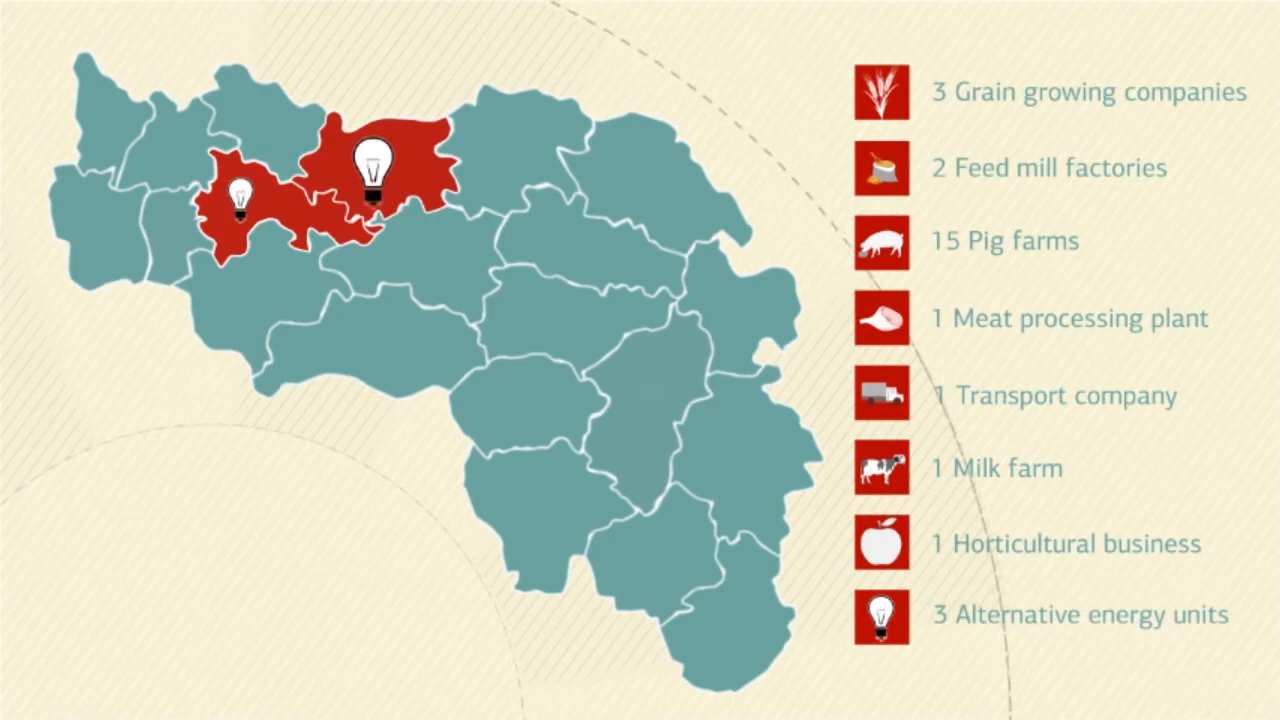 3 Grain growing companies
2 Feed mill factories
15 Pig farms
1 Meat processing plant
1 Transport company
1 Milk farm
1 Horticultural business
3 Alternative energy units